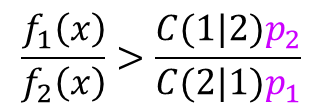 f₁(x) / f₂(x) > C(1|2)p₂ / C(2|1)p₁